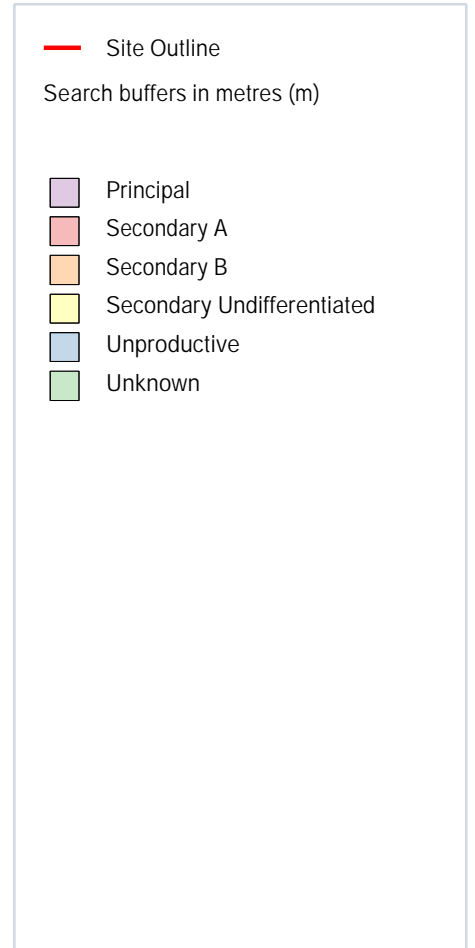 Site Outline
Search buffers in metres (m)
Principal
Secondary A
Secondary B
Secondary Undifferentiated
Unproductive
Unknown